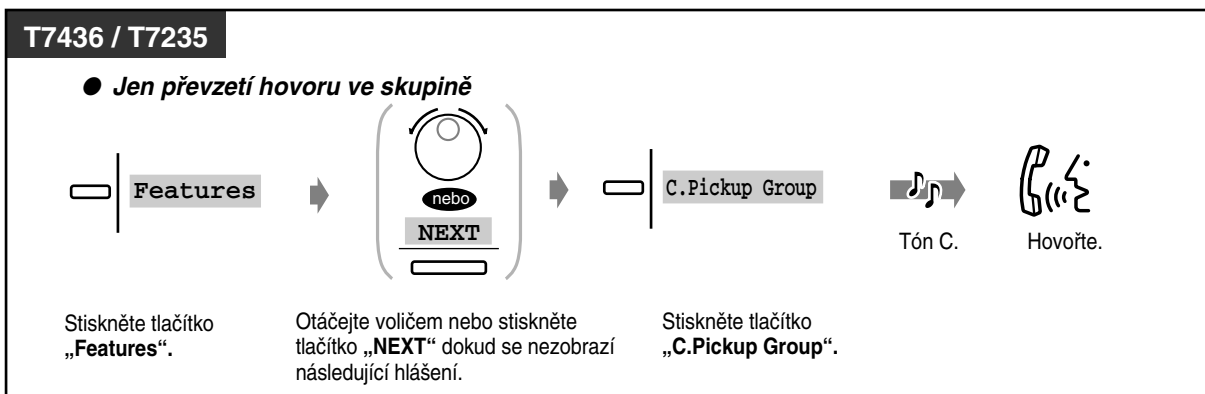 T7436 / T7235
● Jen převzetí hovoru ve skupině
Features
nebo
NEXT
C.Pickup Group
Tón C.
Hovořte.
Stiskněte tlačítko
„Features“.
Otáčejte voličem nebo stiskněte
tlačítko „NEXT“ dokud se nezobrazí
následující hlášení.
Stiskněte tlačítko
„C.Pickup Group“.